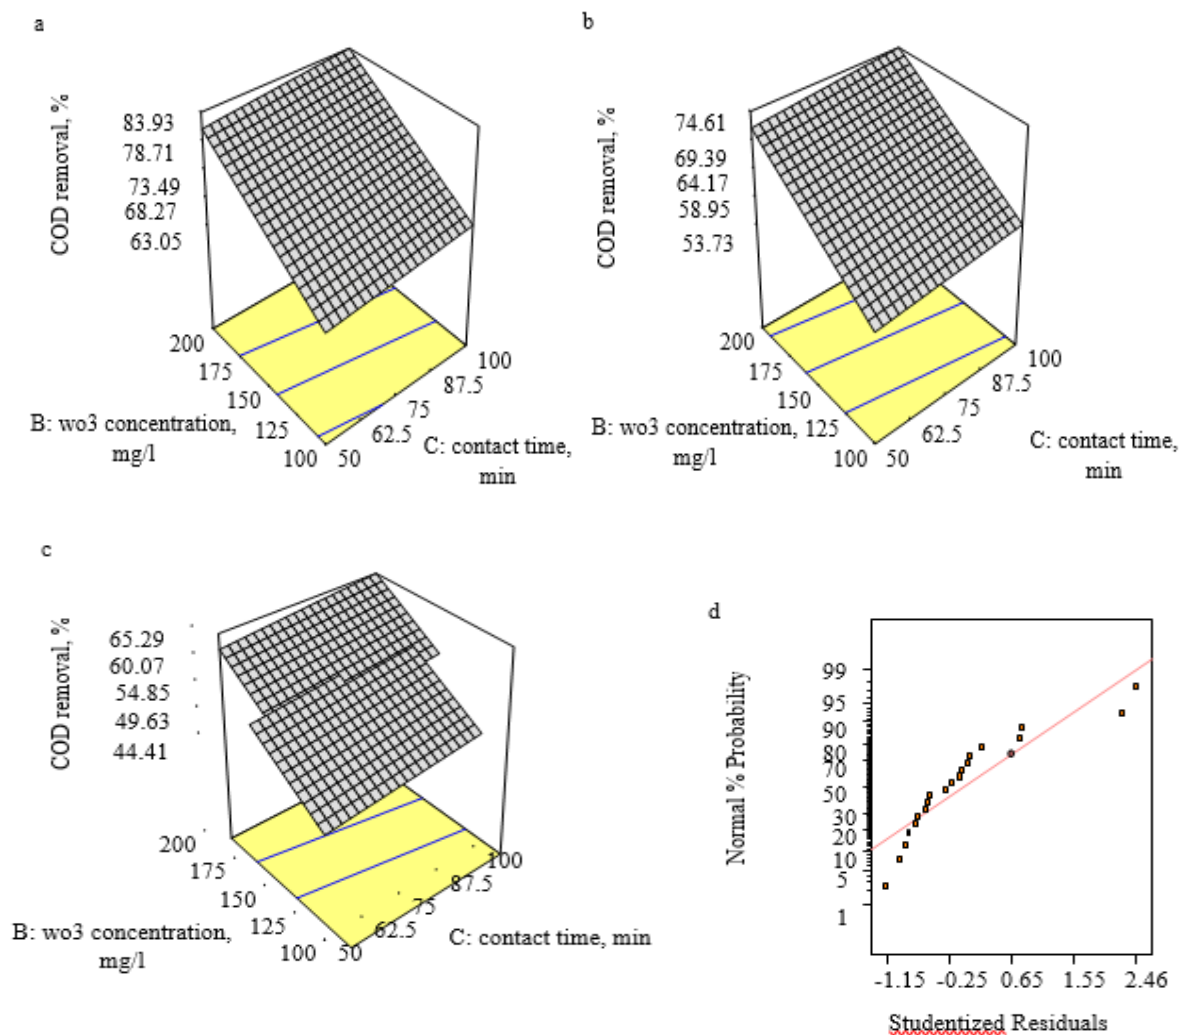 a
COD removal, %
83.93
78.71
73.49
68.27
63.05
200
175
150
125
100
50
62.5
75
87.5
100
B: wo3 concentration,
mg/l
C: contact time,
min
b
COD removal, %
74.61
69.39
64.17
58.95
53.73
200
175
150
125
100
50
62.5
75
87.5
100
B: wo3 concentration,
mg/l
C: contact time,
min
c
COD removal, %
65.29
60.07
54.85
49.63
44.41
200
175
150
125
100
50
62.5
75
87.5
100
B: wo3 concentration,
mg/l
C: contact time, min
d
Normal % Probability
99
95
90
80
70
50
30
20
10
5
1
-1.15 -0.25 0.65 1.55 2.46
Studentized Residuals